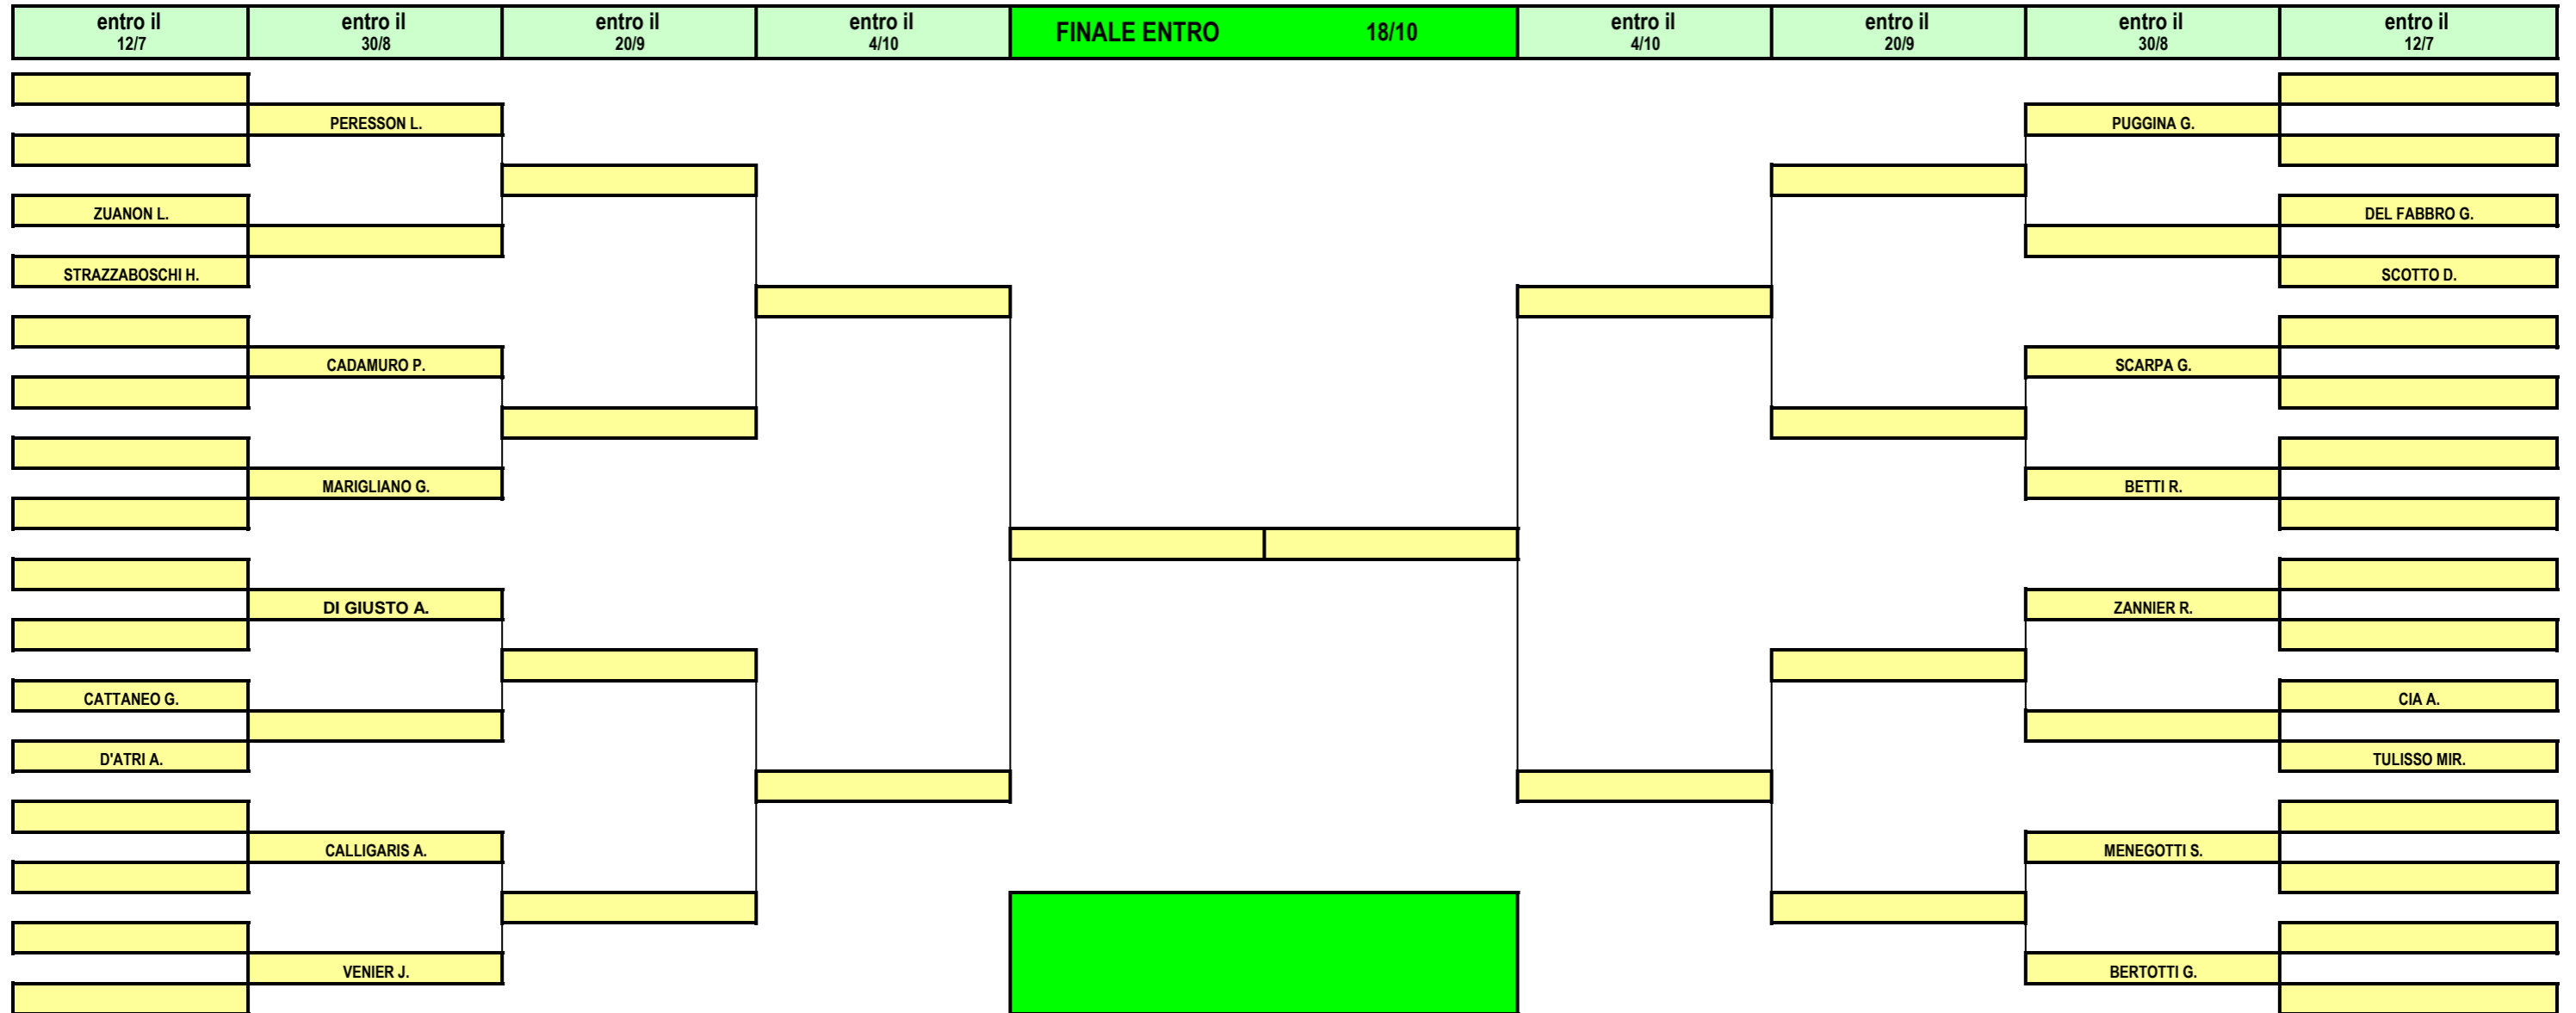 entro il
12/7
entro il
30/8
entro il
20/9
entro il
4/10
FINALE ENTRO 18/10
entro il
4/10
entro il
20/9
entro il
30/8
entro il
12/7
PERESSON L.
PUGGINA G.
ZUANON L.
DEL FABBRO G.
STRAZZABOSCHI H.
SCOTTO D.
CADAMURO P.
SCARPA G.
MARIGLIANO G.
BETTI R.
DI GIUSTO A.
ZANNIER R.
CATTANEO G.
CIA A.
D'ATRI A.
TULISSO MIR.
CALLIGARIS A.
MENEGOTTI S.
VENIER J.
BERTOTTI G.